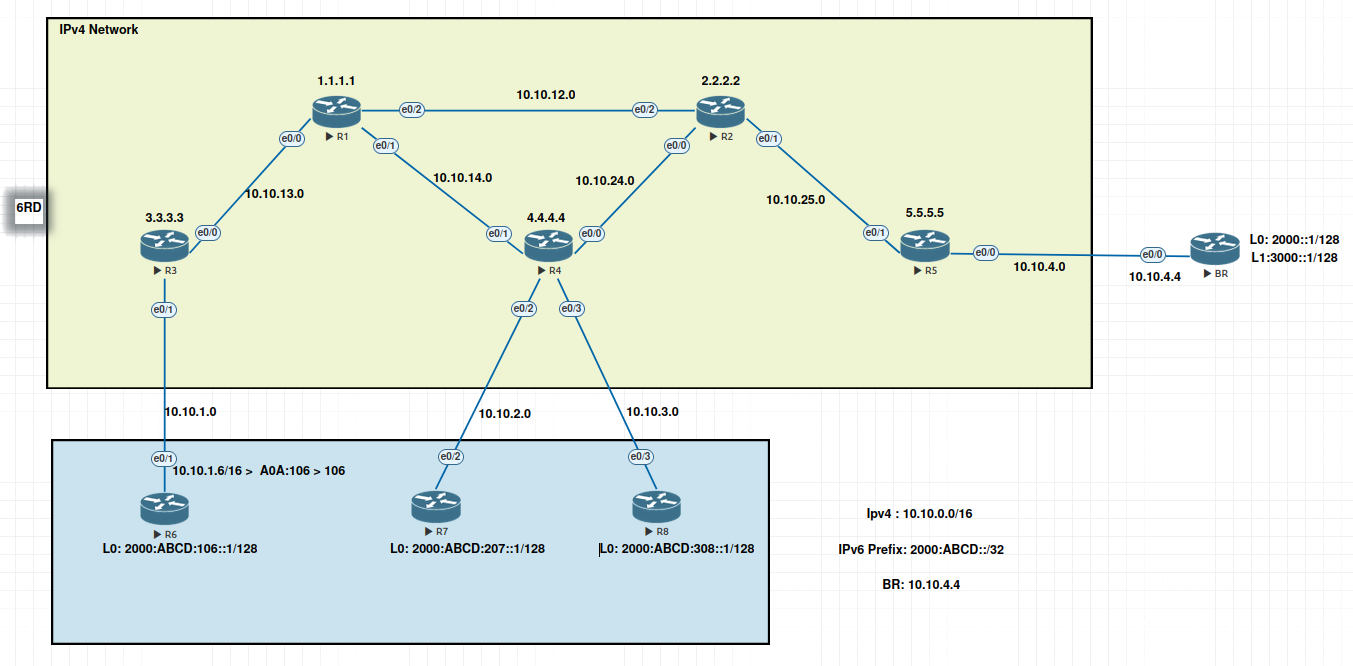 IPv4 Network
1.1.1.1
2.2.2.2
e0/2
10.10.12.0
e0/2
R1
R2
e0/0
e0/1
e0/0
e0/1
10.10.13.0
10.10.14.0
10.10.24.0
10.10.25.0
6RD
3.3.3.3
4.4.4.4
5.5.5.5
e0/0
e0/1
e0/0
e0/1
R3
R4
R5
e0/0
10.10.4.0
e0/0
10.10.4.4
BR
L0: 2000::1/128
L1:3000::1/128
e0/1
e0/2
e0/3
10.10.1.0
10.10.2.0
10.10.3.0
e0/1
10.10.1.6/16 > A0A:106 > 106
e0/2
e0/3
R6
R7
R8
L0: 2000:ABCD:106::1/128
L0: 2000:ABCD:207::1/128
L0: 2000:ABCD:308::1/128
Ipv4 : 10.10.0.0/16
IPv6 Prefix: 2000:ABCD::/32
BR: 10.10.4.4